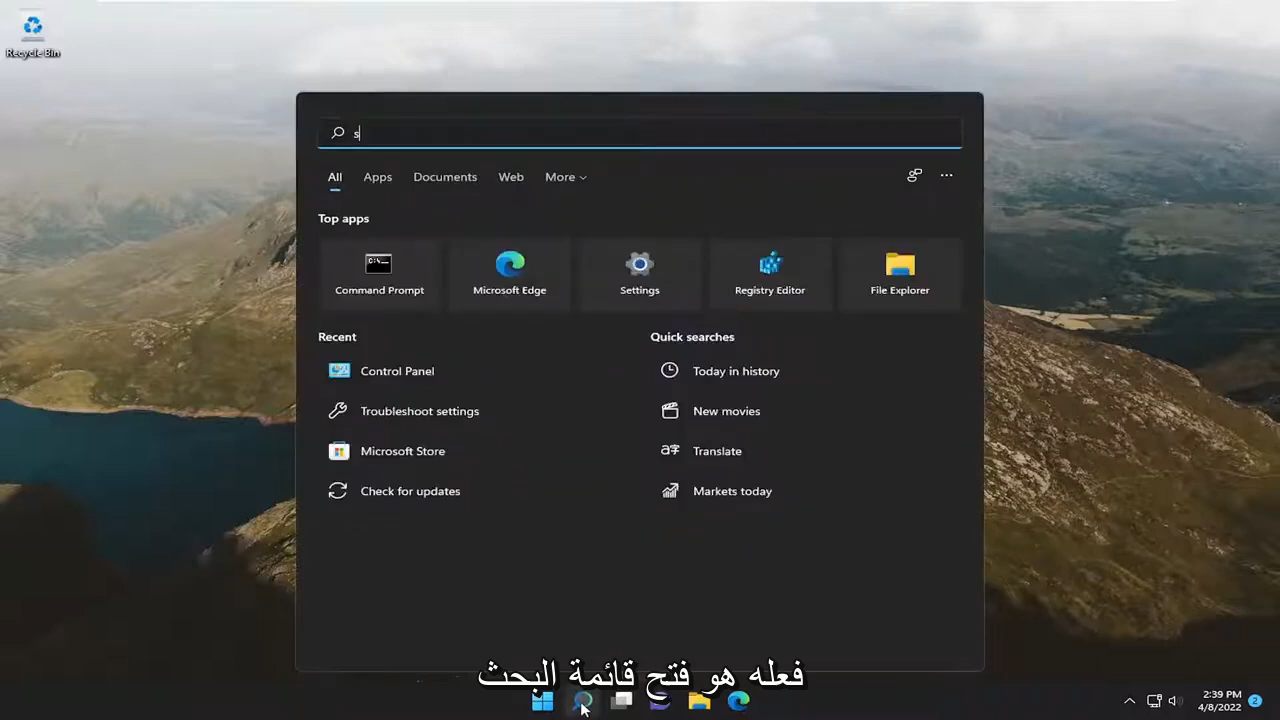 Recycle Bin
s
All Apps Documents Web More
Top apps
Command Prompt Microsoft Edge Settings Registry Editor File Explorer
Recent Quick searches
Control Panel Today in history
Troubleshoot settings New movies
Microsoft Store Translate
Check for updates Markets today
فعله هو فتح قائمة البحث
2:39 PM
4/8/2022 2